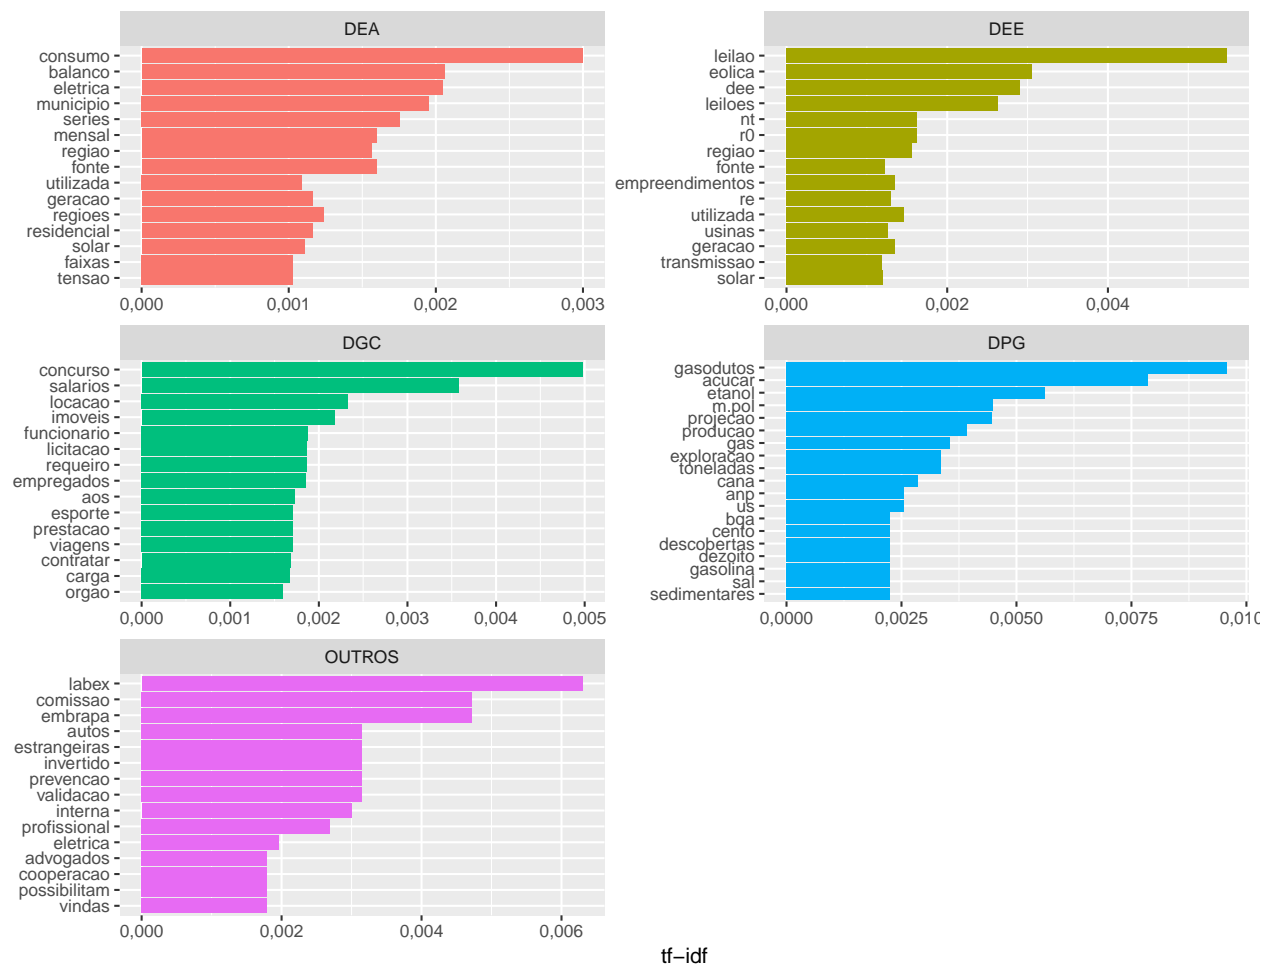 DEA
consumo
balanco
eletrica
municipio
series
mensal
regiao
fonte
utilizada
geracao
regioes
residencial
solar
faixas
tensao
0,000 0,001 0,002 0,003
DEE
leilao
eolica
dee
leiloes
nt
r0
regiao
fonte
empreendimentos
re
utilizada
usinas
geracao
transmissao
solar
0,000 0,002 0,004
DGC
concurso
salarios
locacao
imoveis
funcionario
licitacao
requeiro
empregados
aos
esporte
prestacao
viagens
contratar
carga
orgao
0,000 0,001 0,002 0,003 0,004 0,005
DPG
gasodutos
acucar
etanol
m.pol
projecao
producao
gas
exploracao
toneladas
cana
anp
us
bqa
cento
descobertas
dezoito
gasolina
sal
sedimentares
0,0000 0,0025 0,0050 0,0075 0,010
OUTROS
labex
comissao
embrapa
autos
estrangeiras
invertido
prevencao
validacao
interna
profissional
eletrica
advogados
cooperacao
possibilitam
vindas
0,000 0,002 0,004 0,006
tf−idf